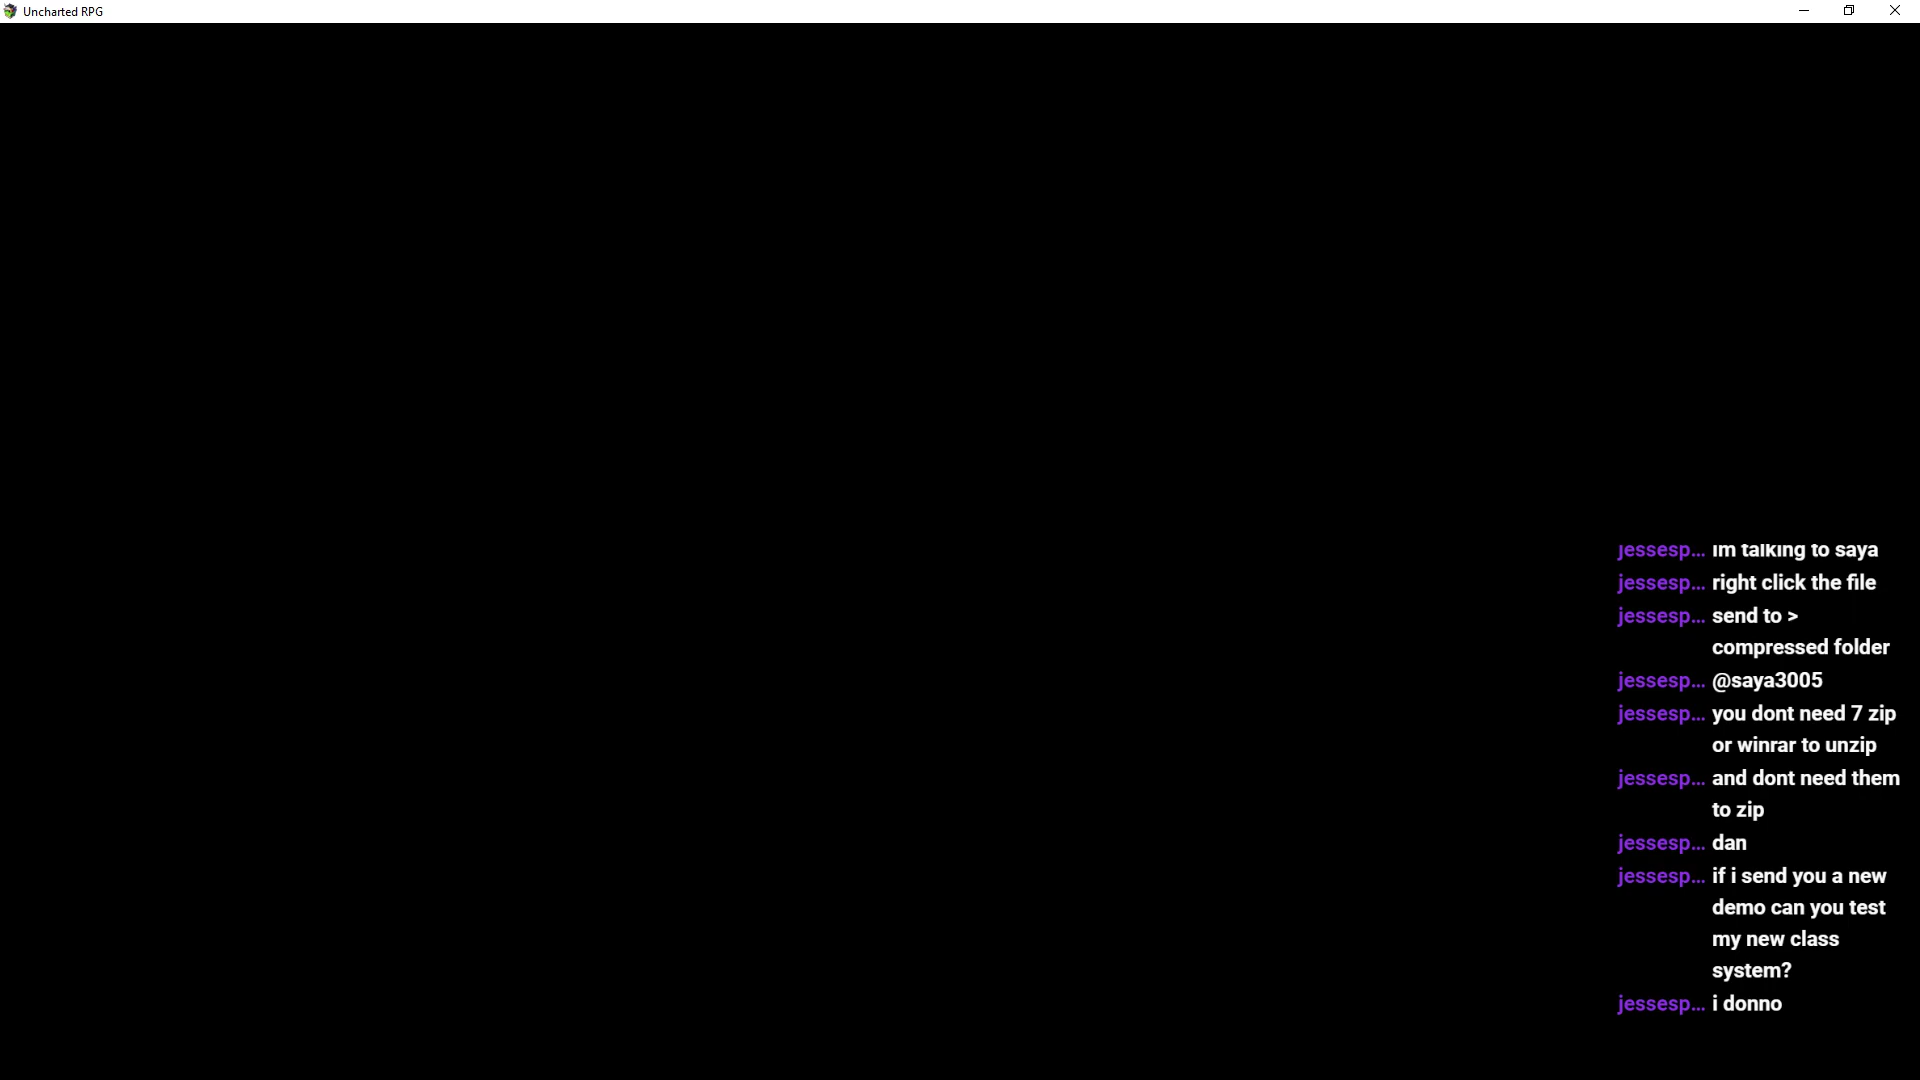 Uncharted RPG
jessesp... im talking to saya
jessesp... right click the file
jessesp... send to >
compressed folder
jessesp... @saya3005
jessesp... you dont need 7 zip
or winrar to unzip
jessesp... and dont need them
to zip
jessesp... dan
jessesp... if i send you a new
demo can you test
my new class
system?
jessesp... i donno